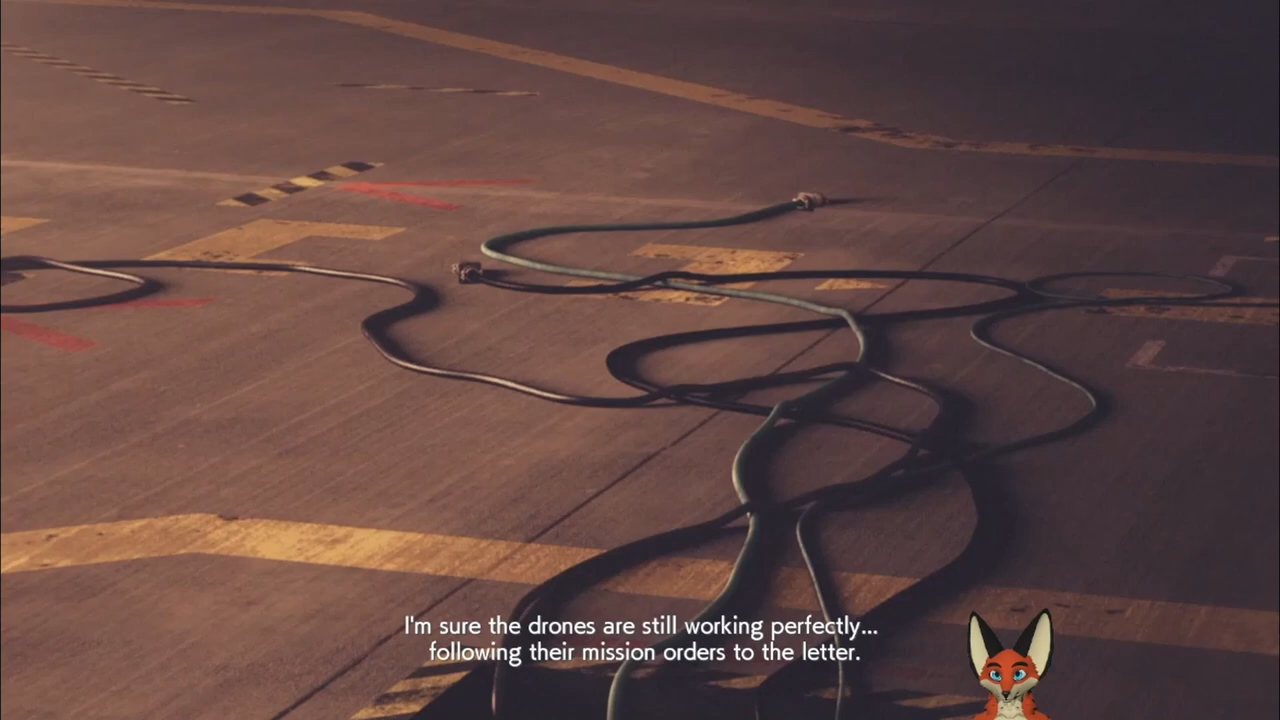 I'm sure the drones are still working perfectly...
following their mission orders to the letter.